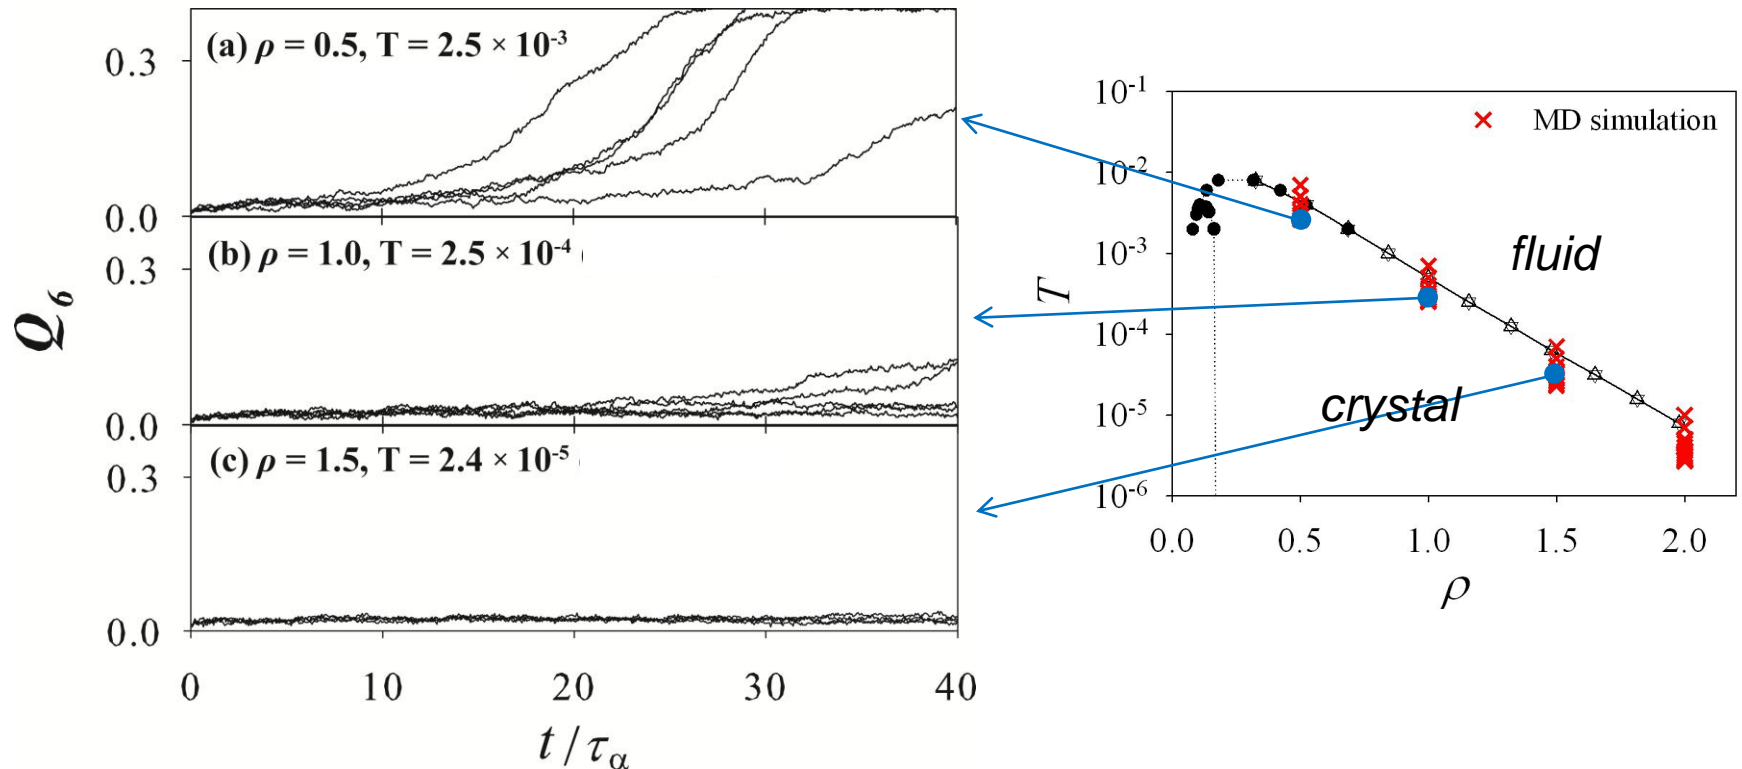 (a) ρ = 0.5, T = 2.5 × 10⁻³
0.3
0.0
(b) ρ = 1.0, T = 2.5 × 10⁻⁴
0.3
0.0
(c) ρ = 1.5, T = 2.4 × 10⁻⁵
0.3
0.0
Q₆
0 10 20 30 40
t / τα
10⁻¹
10⁻²
10⁻³
10⁻⁴
10⁻⁵
10⁻⁶
T
MD simulation
fluid
crystal
0.0 0.5 1.0 1.5 2.0
ρ